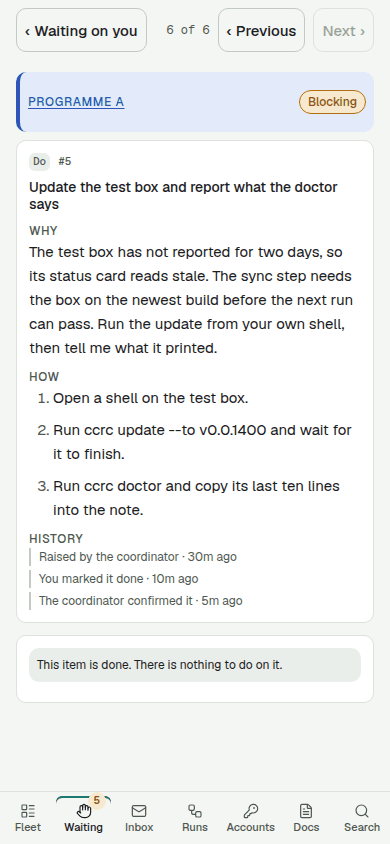 ‹ Waiting on you
6 of 6
‹ Previous
Next ›
PROGRAMME A
Blocking
Do #5
Update the test box and report what the doctor
says
WHY
The test box has not reported for two days, so
its status card reads stale. The sync step needs
the box on the newest build before the next run
can pass. Run the update from your own shell,
then tell me what it printed.
HOW
1. Open a shell on the test box.
2. Run ccrc update --to v0.0.1400 and wait for
it to finish.
3. Run ccrc doctor and copy its last ten lines
into the note.
HISTORY
Raised by the coordinator · 30m ago
You marked it done · 10m ago
The coordinator confirmed it · 5m ago
This item is done. There is nothing to do on it.
5
Fleet
Waiting
Inbox
Runs
Accounts
Docs
Search